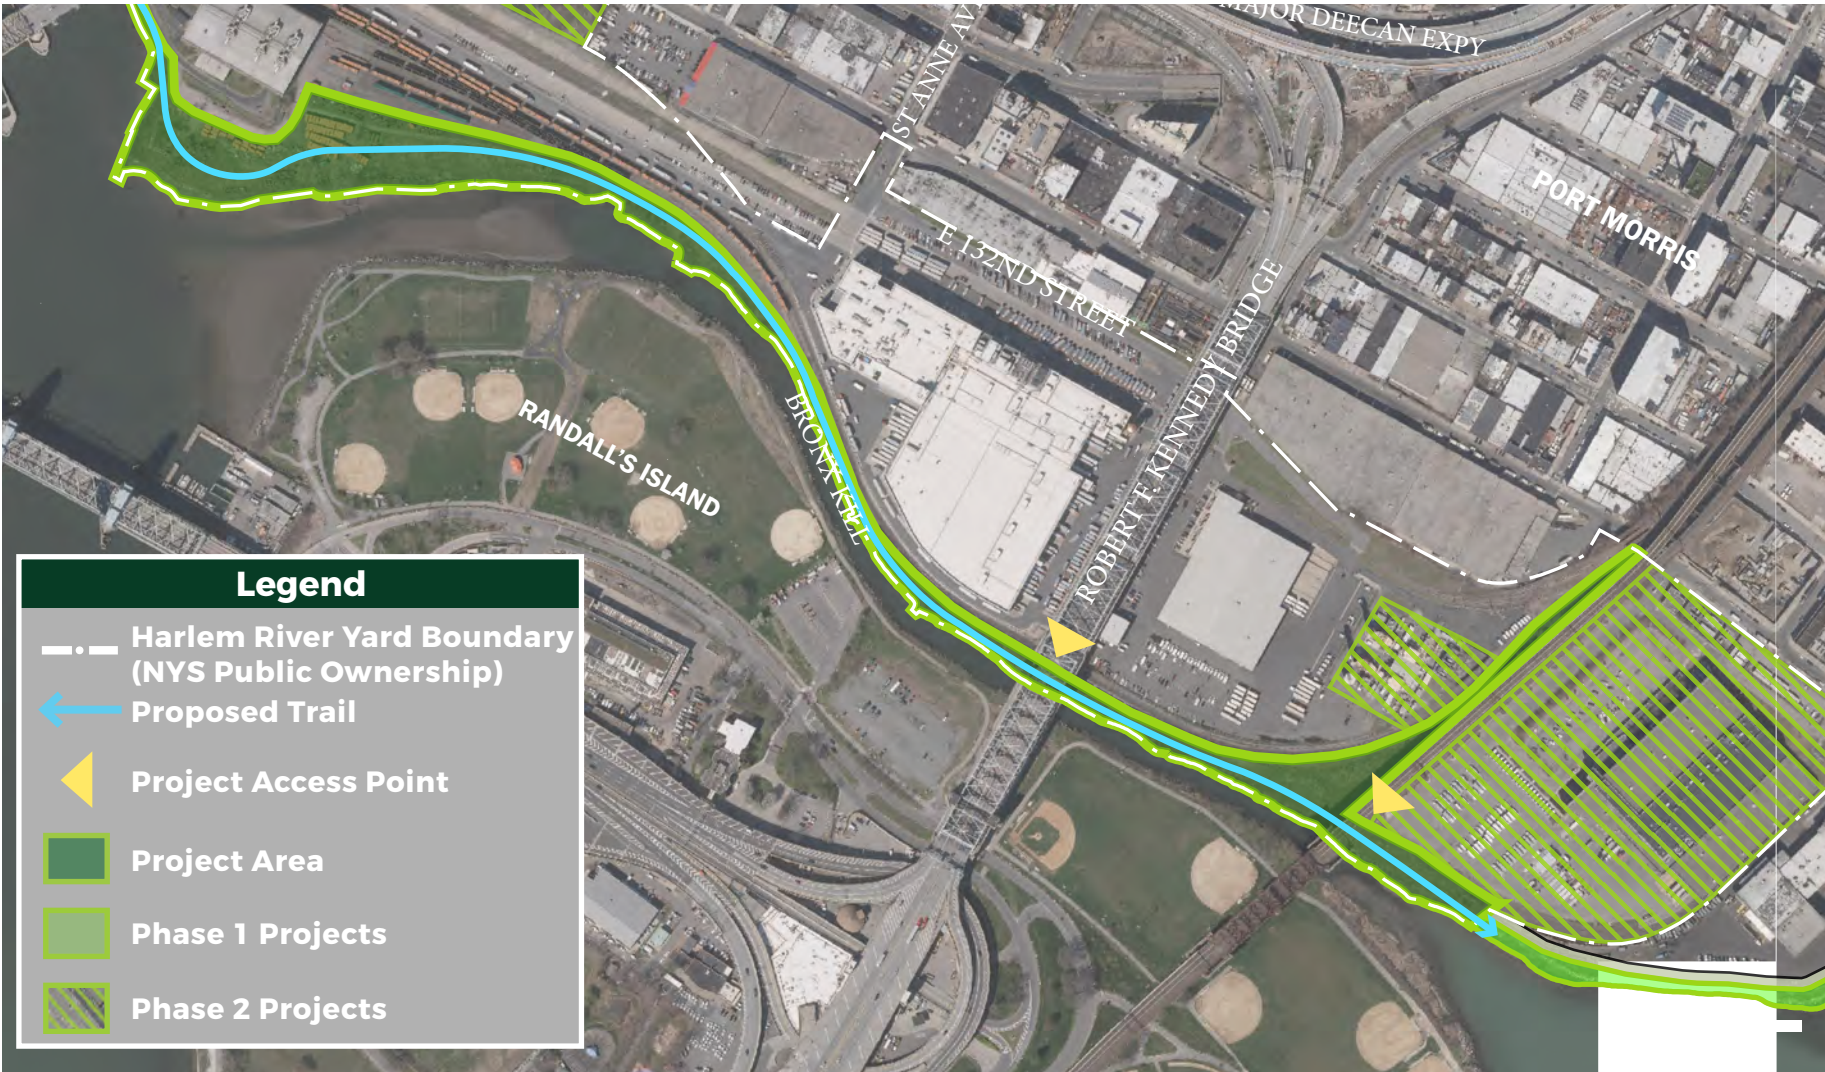 MAJOR DEECAN EXPY
ST ANNE AV
PORT MORRIS
E 132ND STREET
ROBERT F. KENNEDY BRIDGE
BRONX KILL
RANDALL'S ISLAND
Legend
Harlem River Yard Boundary
(NYS Public Ownership)
Proposed Trail
Project Access Point
Project Area
Phase 1 Projects
Phase 2 Projects